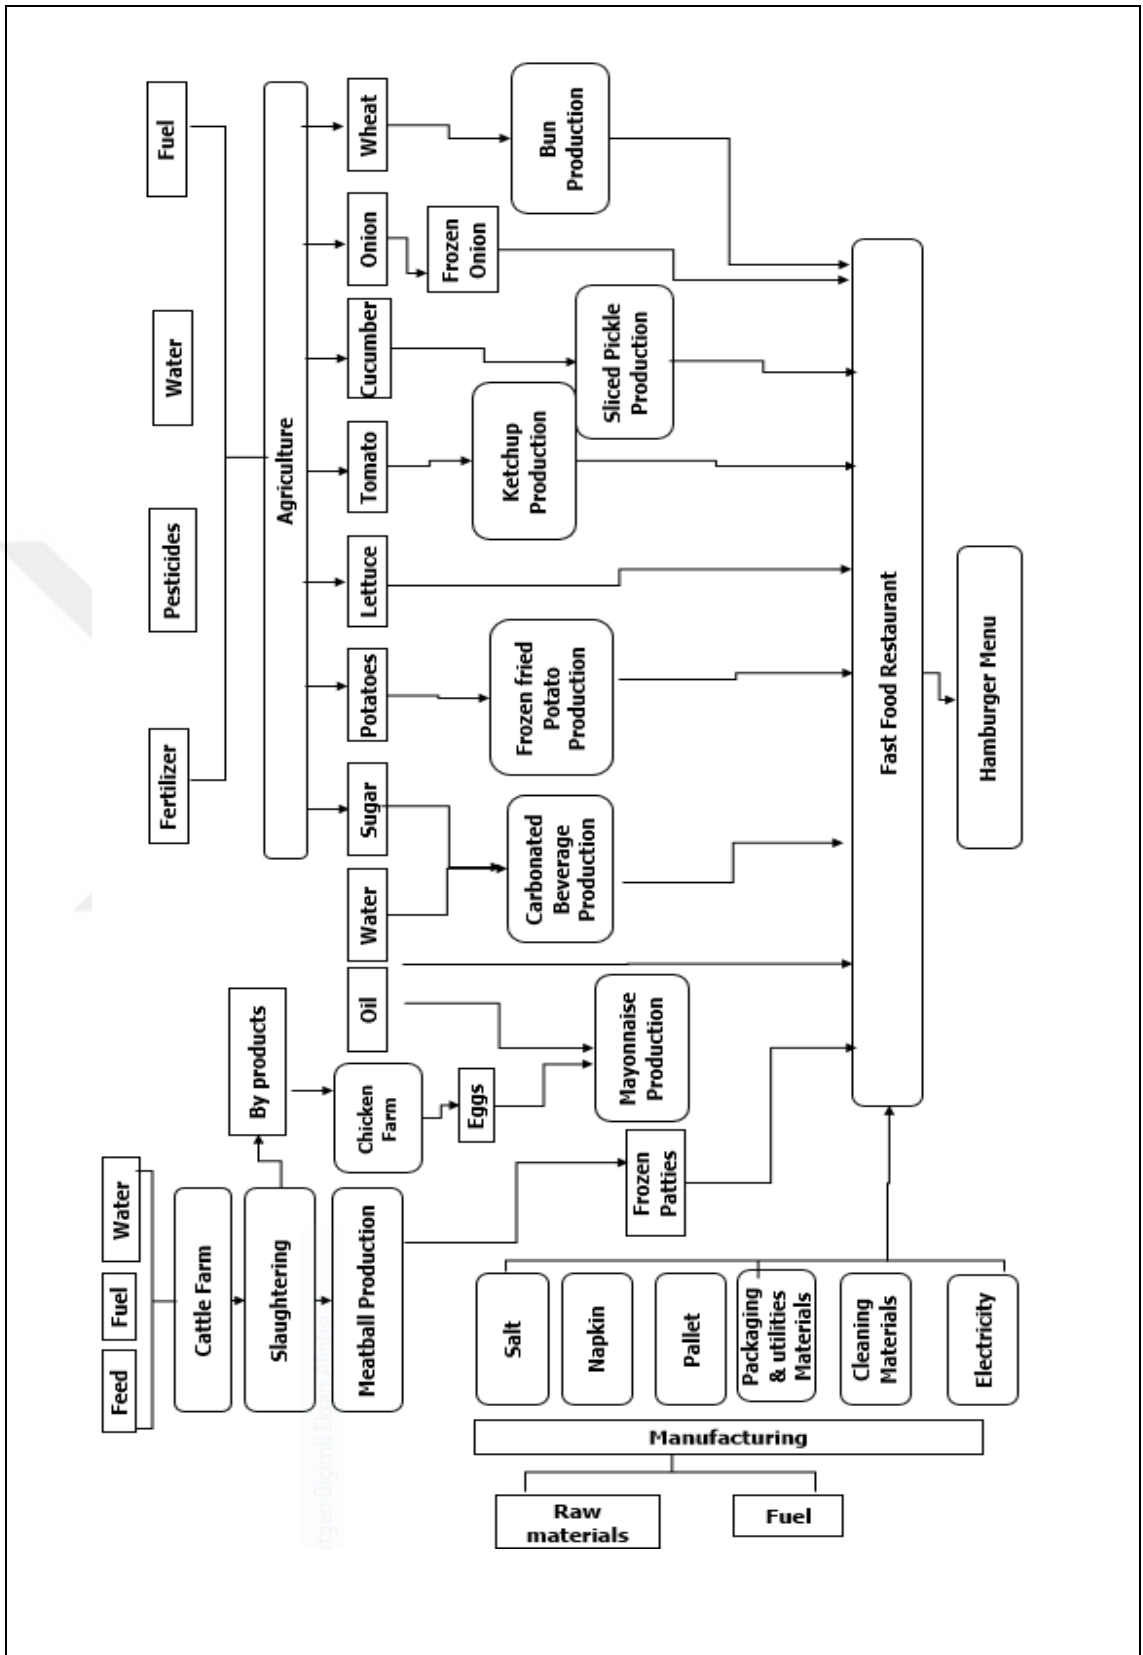 Fuel
Water
Pesticides
Fertilizer
Agriculture
Wheat
Onion
Cucumber
Tomato
Lettuce
Potatoes
Sugar
Water
Oil
Frozen
Onion
Bun
Production
Sliced Pickle
Production
Ketchup
Production
Frozen fried
Potato
Production
Carbonated
Beverage
Production
Mayonnaise
Production
By products
Chicken
Farm
Eggs
Water
Fuel
Feed
Cattle Farm
Slaughtering
Meatball Production
Frozen
Patties
Salt
Napkin
Pallet
Packaging
& utilities
Materials
Cleaning
Materials
Electricity
Manufacturing
Raw
materials
Fuel
Fast Food Restaurant
Hamburger Menu